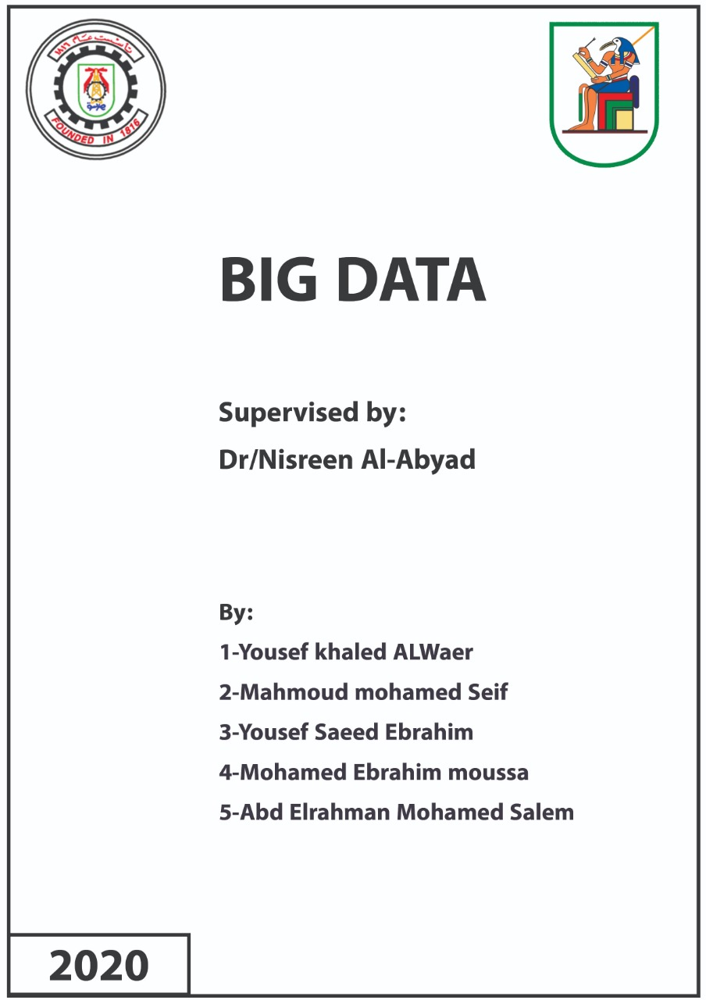 تأسست عام ١٨١٦
FOUNDED IN 1816
BIG DATA
Supervised by:
Dr/Nisreen Al-Abyad
By:
1-Yousef khaled ALWaer
2-Mahmoud mohamed Seif
3-Yousef Saeed Ebrahim
4-Mohamed Ebrahim moussa
5-Abd Elrahman Mohamed Salem
2020